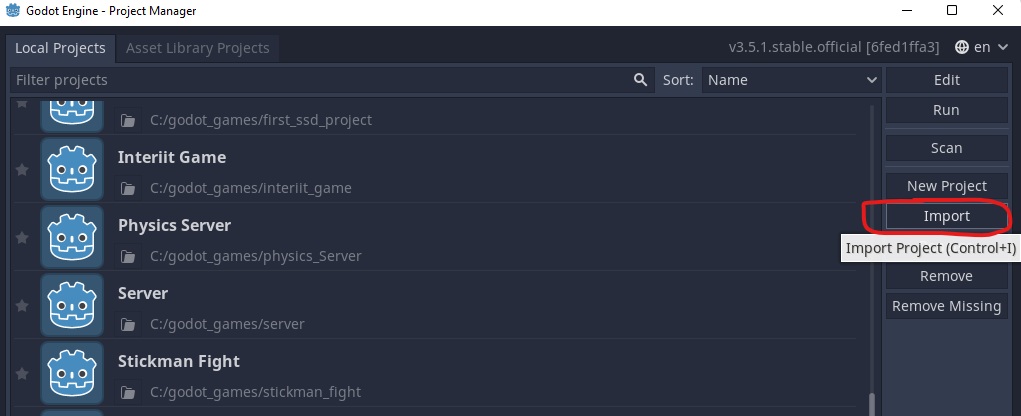 Godot Engine - Project Manager
Local Projects Asset Library Projects v3.5.1.stable.official [6fed1ffa3] en
Filter projects Sort: Name Edit
C:/godot_games/first_ssd_project Run
Interiit Game Scan
C:/godot_games/interiit_game New Project
Physics Server Import
C:/godot_games/physics_Server Import Project (Control+I)
Server Remove
C:/godot_games/server Remove Missing
Stickman Fight
C:/godot_games/stickman_fight